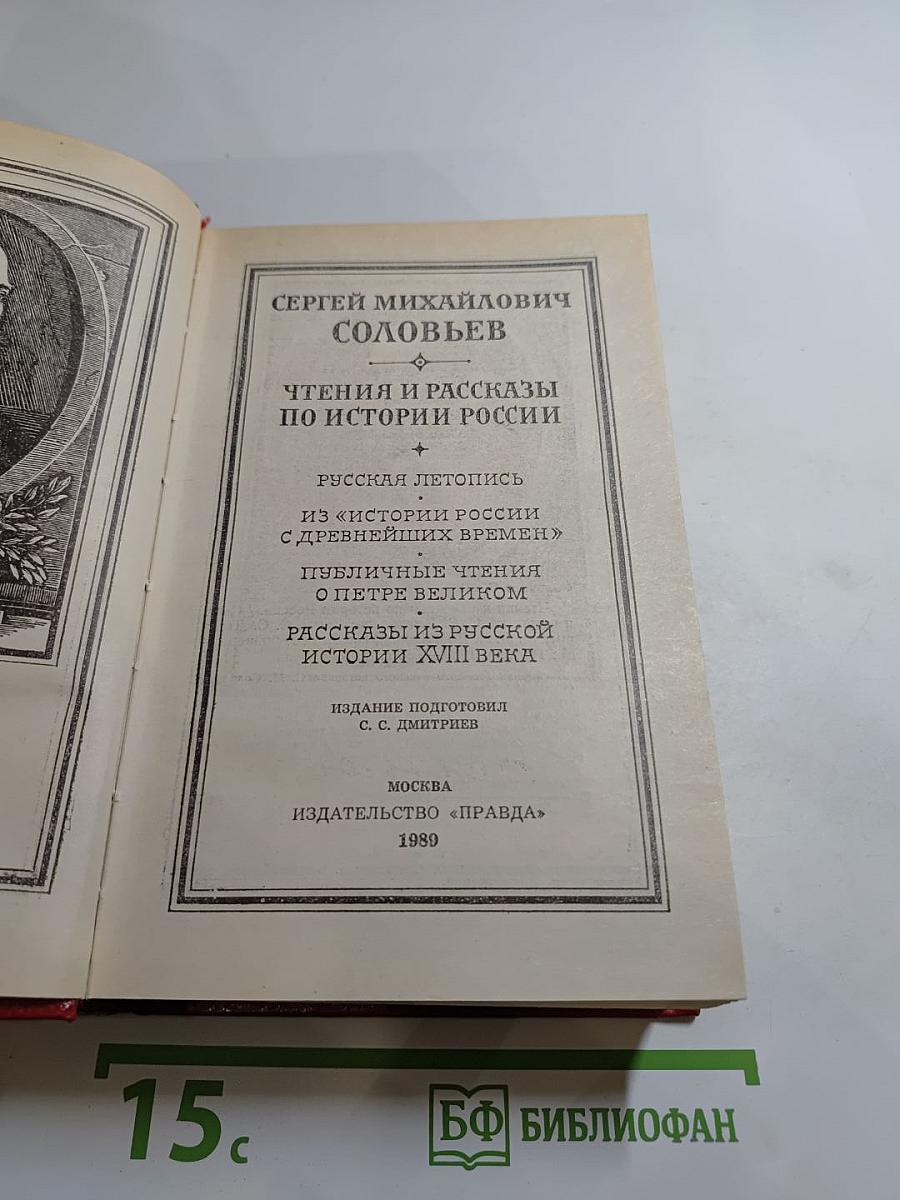 СЕРГЕЙ МИХАЙЛОВИЧ
СОЛОВЬЕВ
ЧТЕНИЯ И РАССКАЗЫ
ПО ИСТОРИИ РОССИИ
РУССКАЯ ЛЕТОПИСЬ
ИЗ «ИСТОРИИ РОССИИ
С ДРЕВНЕЙШИХ ВРЕМЕН»
ПУБЛИЧНЫЕ ЧТЕНИЯ
О ПЕТРЕ ВЕЛИКОМ
РАССКАЗЫ ИЗ РУССКОЙ
ИСТОРИИ XVIII ВЕКА
ИЗДАНИЕ ПОДГОТОВИЛ
С. С. ДМИТРИЕВ
МОСКВА
ИЗДАТЕЛЬСТВО «ПРАВДА»
1989
15 с
БФ БИБЛИОФАН